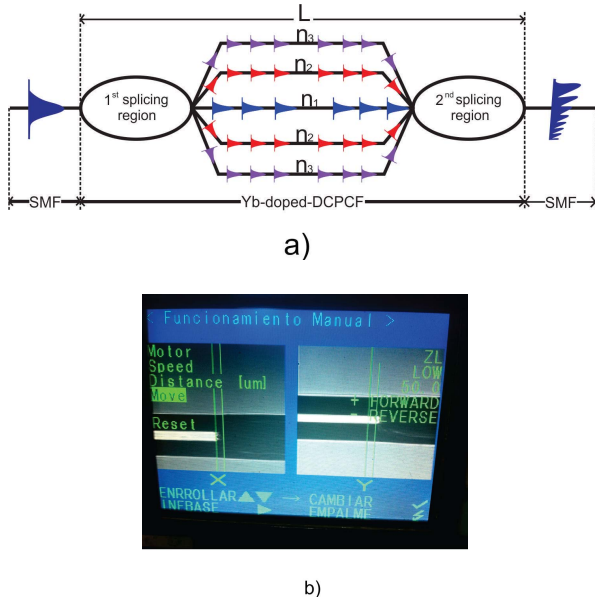 L
n3
n2
1st splicing region
n1
2nd splicing region
n2
n3
SMF
Yb-doped-DCPCF
SMF
a)
< Funcionamiento Manual >
Motor ZL
Speed LOW
Distance [um] 50.0
Move + FORWARD
- REVERSE
Reset
X Y
ENRROLLAR ▲▼ → CAMBIAR
INEBASE ▶ EMPALME
b)